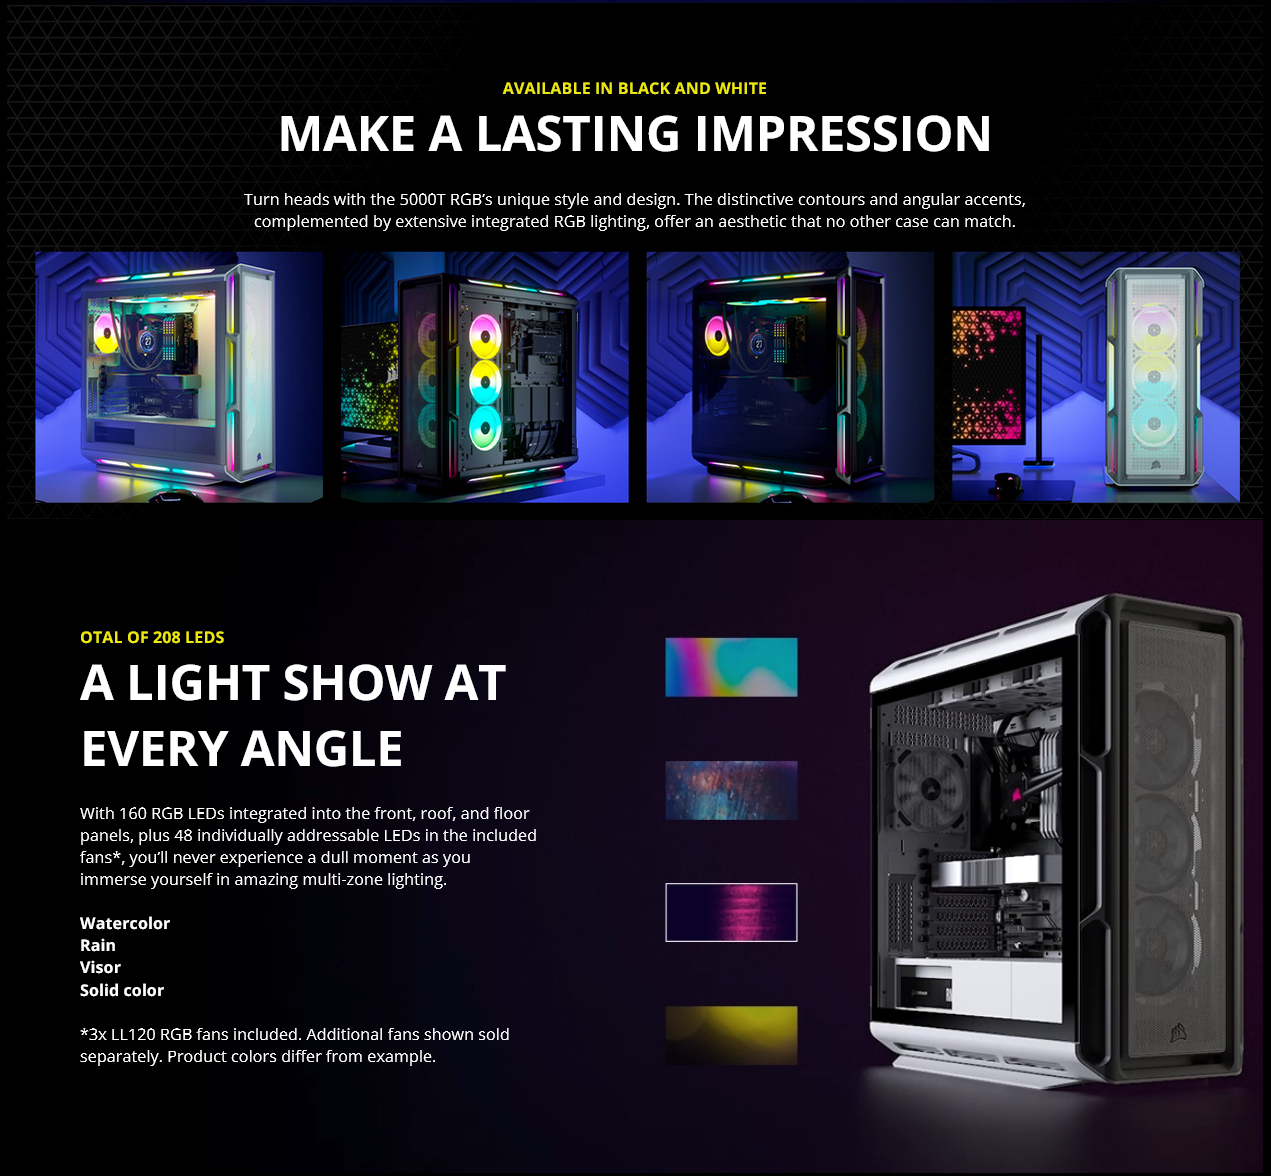 AVAILABLE IN BLACK AND WHITE
MAKE A LASTING IMPRESSION
Turn heads with the 5000T RGB's unique style and design. The distinctive contours and angular accents,
complemented by extensive integrated RGB lighting, offer an aesthetic that no other case can match.
27
27
OTAL OF 208 LEDS
A LIGHT SHOW AT
EVERY ANGLE
With 160 RGB LEDs integrated into the front, roof, and floor
panels, plus 48 individually addressable LEDs in the included
fans*, you'll never experience a dull moment as you
immerse yourself in amazing multi-zone lighting.
Watercolor
Rain
Visor
Solid color
*3x LL120 RGB fans included. Additional fans shown sold
separately. Product colors differ from example.